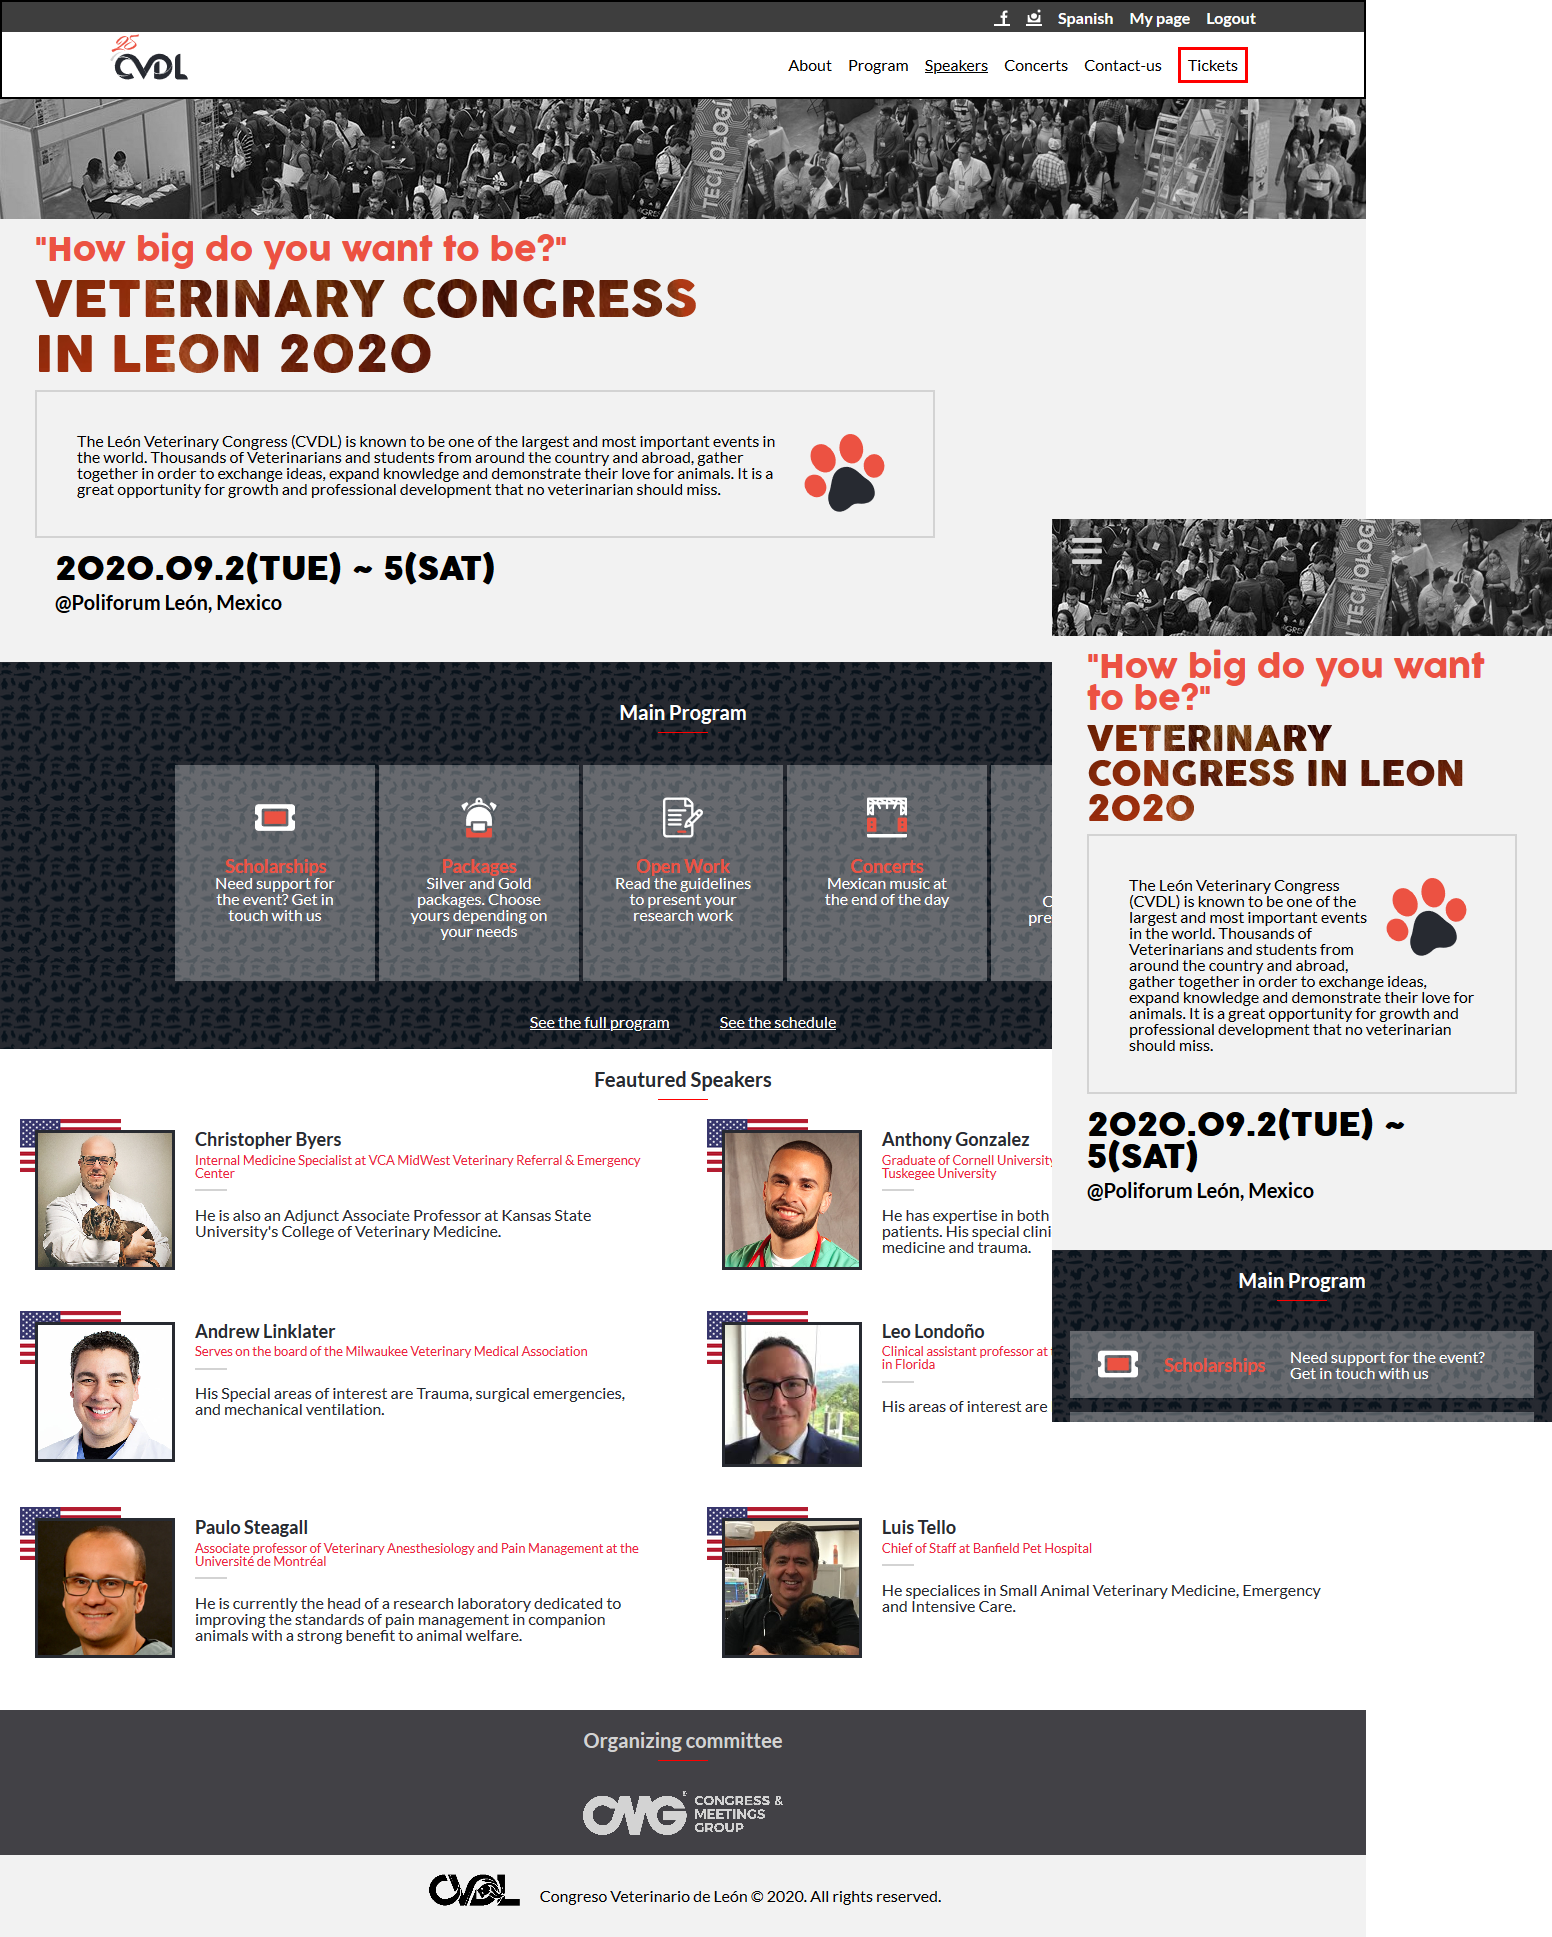 Spanish My page Logout
25
CVDL
About Program Speakers Concerts Contact-us Tickets
TECNOLOGI
"How big do you want to be?"
VETERINARY CONGRESS
IN LEON 2020
The León Veterinary Congress (CVDL) is known to be one of the largest and most important events in
the world. Thousands of Veterinarians and students from around the country and abroad, gather
together in order to exchange ideas, expand knowledge and demonstrate their love for animals. It is a
great opportunity for growth and professional development that no veterinarian should miss.
2020.09.2(TUE) ~ 5(SAT)
@Poliforum León, Mexico
Main Program
Scholarships
Need support for
the event? Get in
touch with us
Packages
Silver and Gold
packages. Choose
yours depending on
your needs
Open Work
Read the guidelines
to present your
research work
Concerts
Mexican music at
the end of the day
C
pre
See the full program See the schedule
Feautured Speakers
Christopher Byers
Internal Medicine Specialist at VCA MidWest Veterinary Referral & Emergency
Center
He is also an Adjunct Associate Professor at Kansas State
University's College of Veterinary Medicine.
Anthony Gonzalez
Graduate of Cornell University
Tuskegee University
He has expertise in both
patients. His special clini
medicine and trauma.
Andrew Linklater
Serves on the board of the Milwaukee Veterinary Medical Association
His Special areas of interest are Trauma, surgical emergencies,
and mechanical ventilation.
Leo Londoño
Clinical assistant professor at
in Florida
His areas of interest are
Paulo Steagall
Associate professor of Veterinary Anesthesiology and Pain Management at the
Université de Montréal
He is currently the head of a research laboratory dedicated to
improving the standards of pain management in companion
animals with a strong benefit to animal welfare.
Luis Tello
Chief of Staff at Banfield Pet Hospital
He specialices in Small Animal Veterinary Medicine, Emergency
and Intensive Care.
Organizing committee
CMG CONGRESS &
MEETINGS
GROUP
CVDL Congreso Veterinario de León © 2020. All rights reserved.
N TECNOLOGI
"How big do you want
to be?"
VETERINARY
CONGRESS IN LEON
2020
The León Veterinary Congress
(CVDL) is known to be one of the
largest and most important events
in the world. Thousands of
Veterinarians and students from
around the country and abroad,
gather together in order to exchange ideas,
expand knowledge and demonstrate their love for
animals. It is a great opportunity for growth and
professional development that no veterinarian
should miss.
2020.09.2(TUE) ~
5(SAT)
@Poliforum León, Mexico
Main Program
Scholarships
Need support for the event?
Get in touch with us